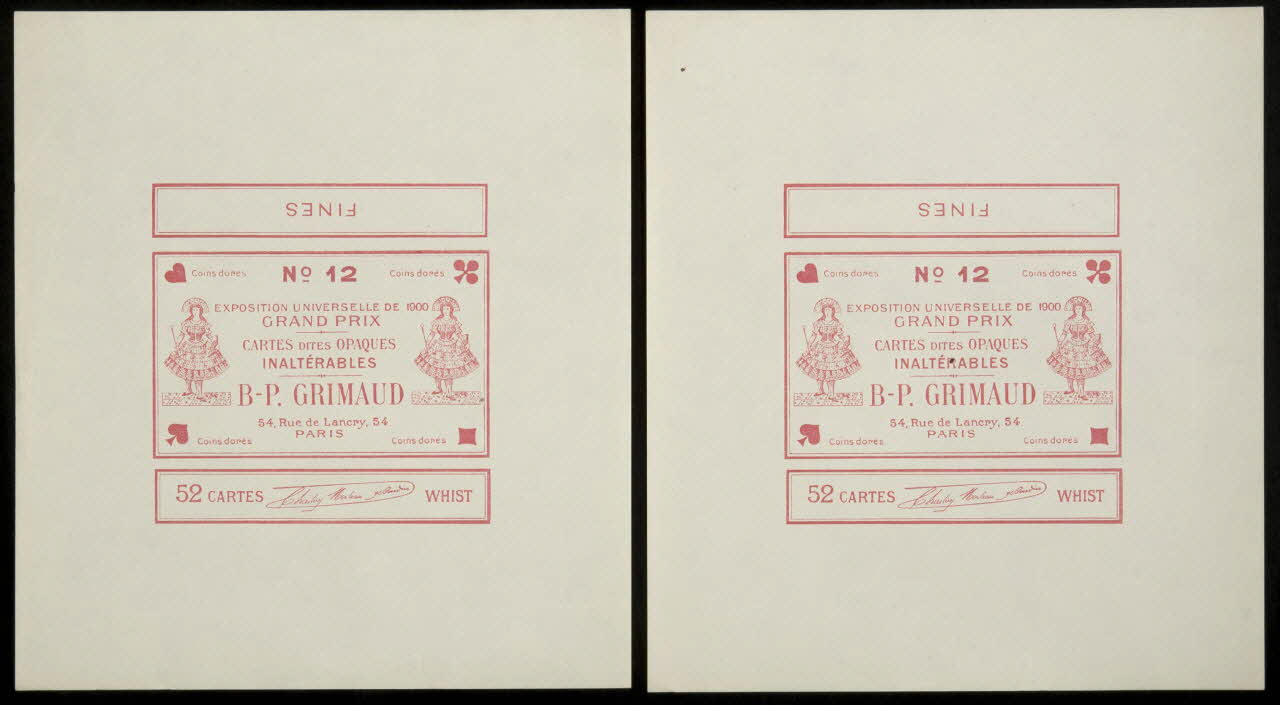 FINES
Coins dorés Nº 12 Coins dorés
EXPOSITION UNIVERSELLE DE 1900
GRAND PRIX
CARTES DITES OPAQUES
INALTÉRABLES
B-P. GRIMAUD
54, Rue de Lancry, 54
PARIS
Coins dorés Coins dorés
52 CARTES WHIST
FINES
Coins dorés Nº 12 Coins dorés
EXPOSITION UNIVERSELLE DE 1900
GRAND PRIX
CARTES DITES OPAQUES
INALTÉRABLES
B-P. GRIMAUD
54, Rue de Lancry, 54
PARIS
Coins dorés Coins dorés
52 CARTES WHIST